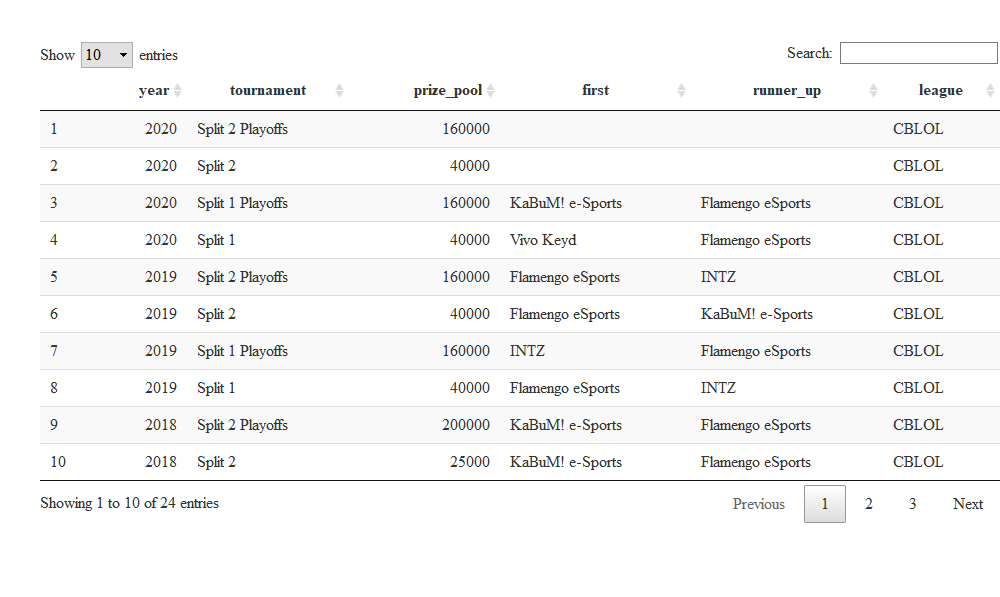 Show 10 entries Search:
year tournament prize_pool first runner_up league
1 2020 Split 2 Playoffs 160000 CBLOL
2 2020 Split 2 40000 CBLOL
3 2020 Split 1 Playoffs 160000 KaBuM! e-Sports Flamengo eSports CBLOL
4 2020 Split 1 40000 Vivo Keyd Flamengo eSports CBLOL
5 2019 Split 2 Playoffs 160000 Flamengo eSports INTZ CBLOL
6 2019 Split 2 40000 Flamengo eSports KaBuM! e-Sports CBLOL
7 2019 Split 1 Playoffs 160000 INTZ Flamengo eSports CBLOL
8 2019 Split 1 40000 Flamengo eSports INTZ CBLOL
9 2018 Split 2 Playoffs 200000 KaBuM! e-Sports Flamengo eSports CBLOL
10 2018 Split 2 25000 KaBuM! e-Sports Flamengo eSports CBLOL
Showing 1 to 10 of 24 entries Previous 1 2 3 Next